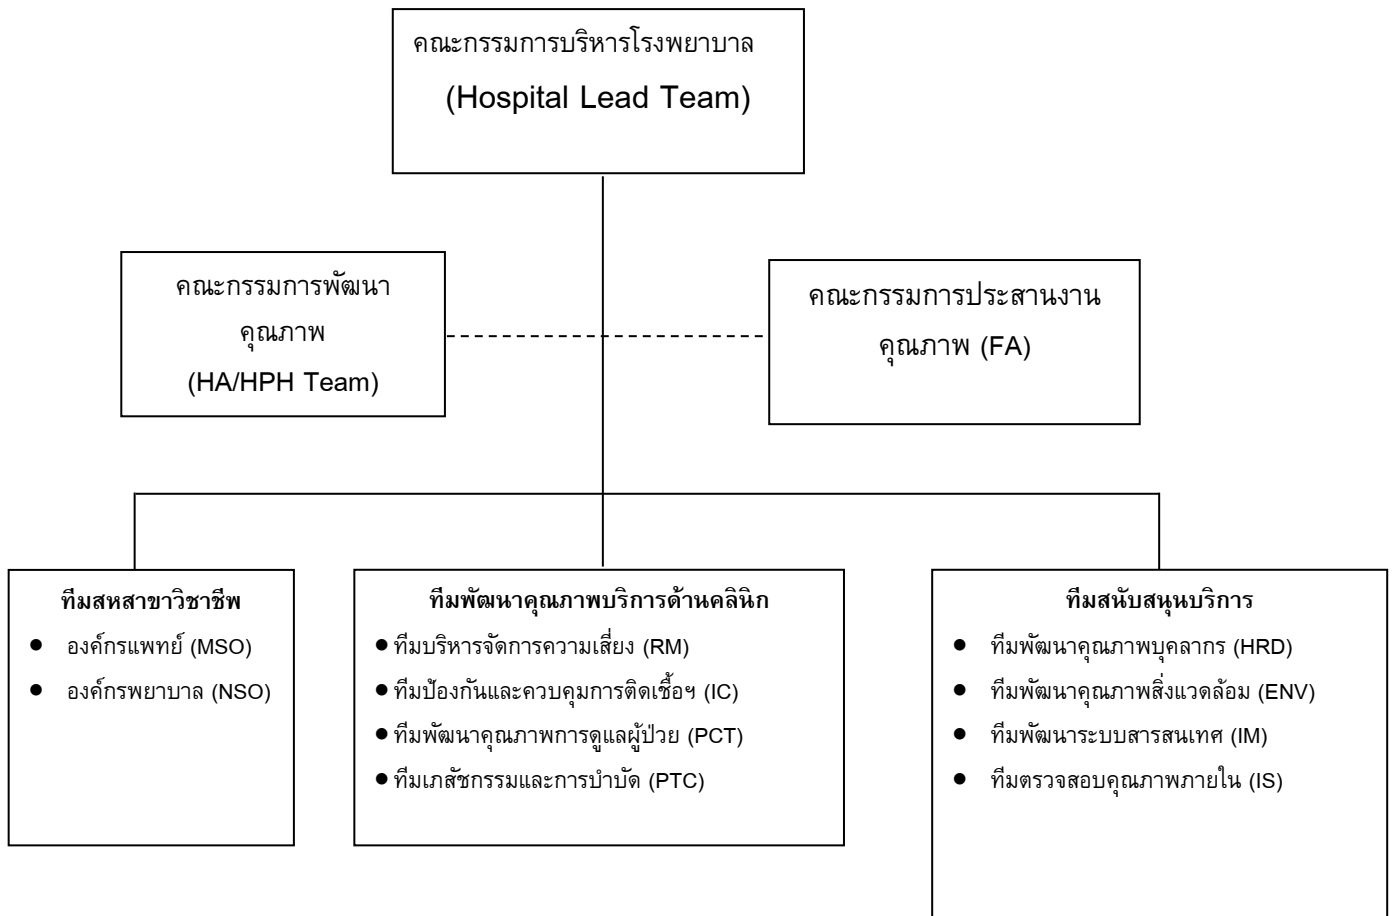 คณะกรรมการบริหารโรงพยาบาล
(Hospital Lead Team)
คณะกรรมการพัฒนา
คุณภาพ
(HA/HPH Team)
คณะกรรมการประสานงาน
คุณภาพ (FA)
ทีมสหสาขาวิชาชีพ
● องค์กรแพทย์ (MSO)
● องค์กรพยาบาล (NSO)
ทีมพัฒนาคุณภาพบริการด้านคลินิก
● ทีมบริหารจัดการความเสี่ยง (RM)
● ทีมป้องกันและควบคุมการติดเชื้อฯ (IC)
● ทีมพัฒนาคุณภาพการดูแลผู้ป่วย (PCT)
● ทีมเภสัชกรรมและการบำบัด (PTC)
ทีมสนับสนุนบริการ
● ทีมพัฒนาคุณภาพบุคลากร (HRD)
● ทีมพัฒนาคุณภาพสิ่งแวดล้อม (ENV)
● ทีมพัฒนาระบบสารสนเทศ (IM)
● ทีมตรวจสอบคุณภาพภายใน (IS)